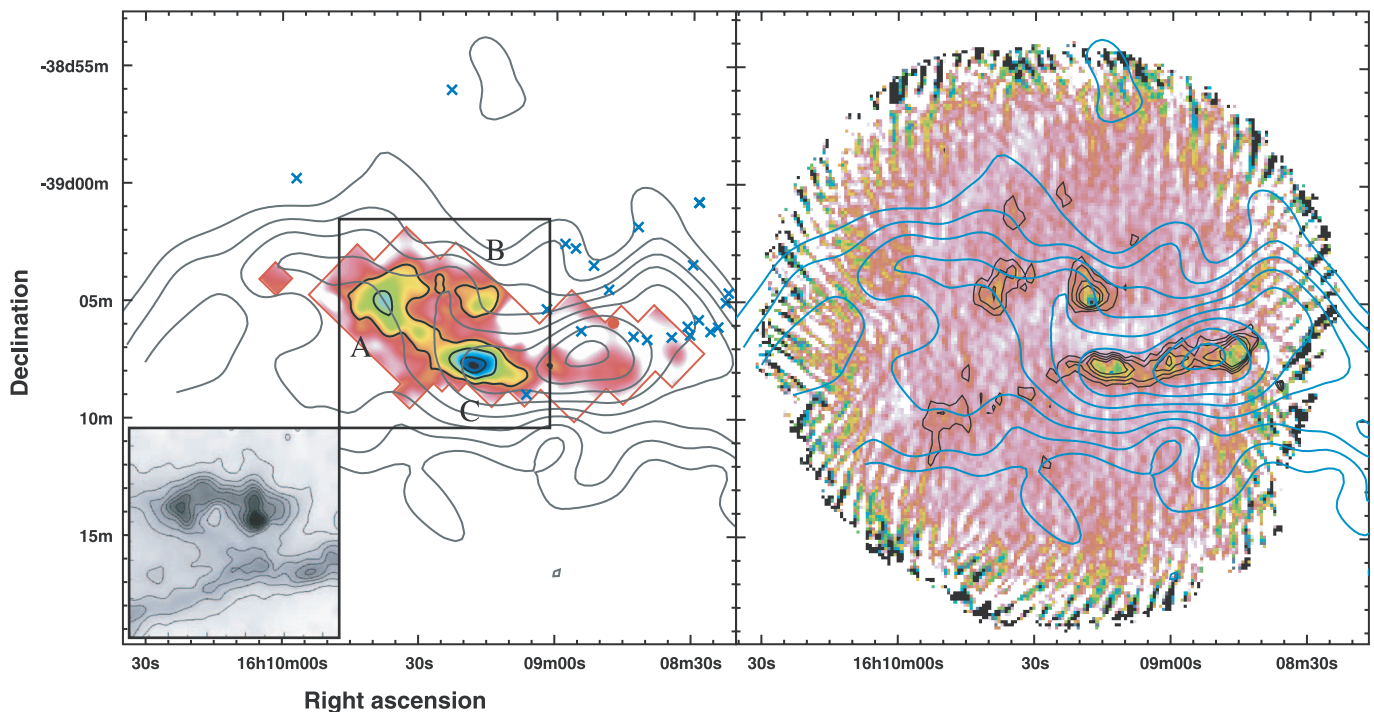 -38d55m
-39d00m
05m
10m
15m
Declination
B
A
C
30s
16h10m00s
30s
09m00s
08m30s
30s
16h10m00s
30s
09m00s
08m30s
Right ascension